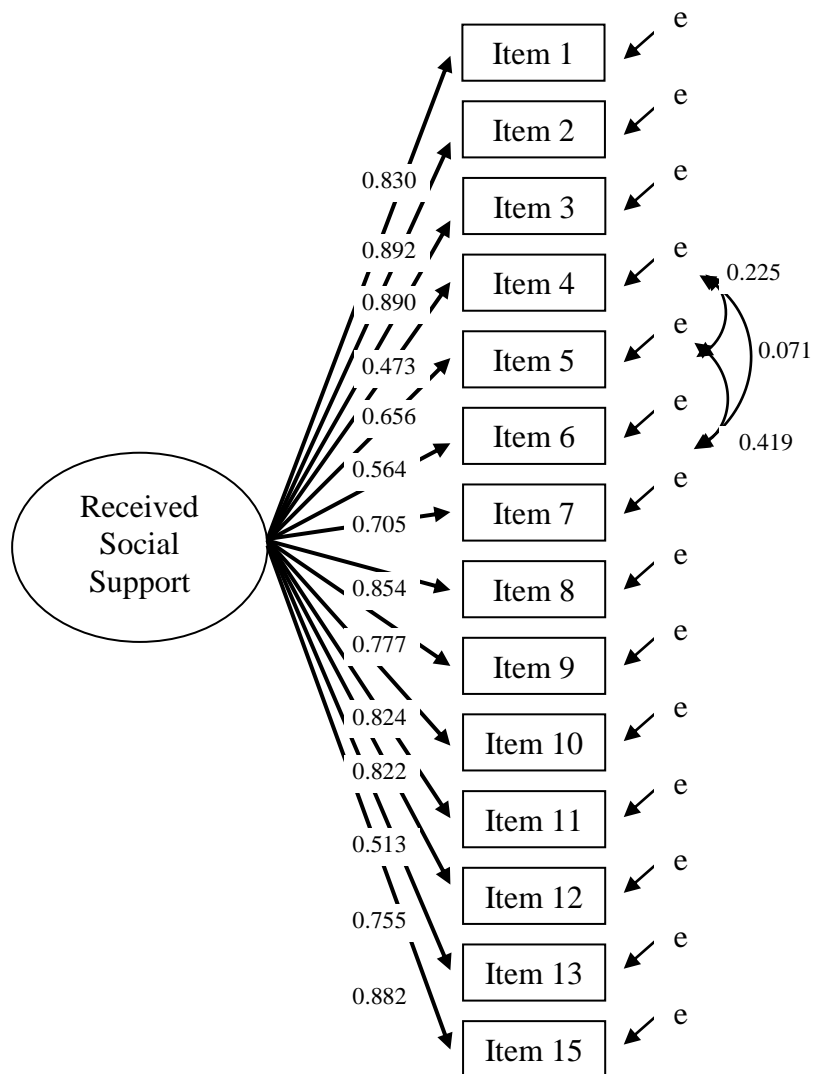 e
Item 1
e
Item 2
0.830
e
Item 3
0.892
e
0.225
Item 4
0.890
e
0.071
Item 5
0.473
0.656
e
Item 6
0.419
0.564
e
Received
Social
Support
Item 7
0.705
e
Item 8
0.854
e
Item 9
0.777
e
Item 10
0.824
e
Item 11
0.822
e
Item 12
0.513
e
Item 13
0.755
e
Item 15
0.882